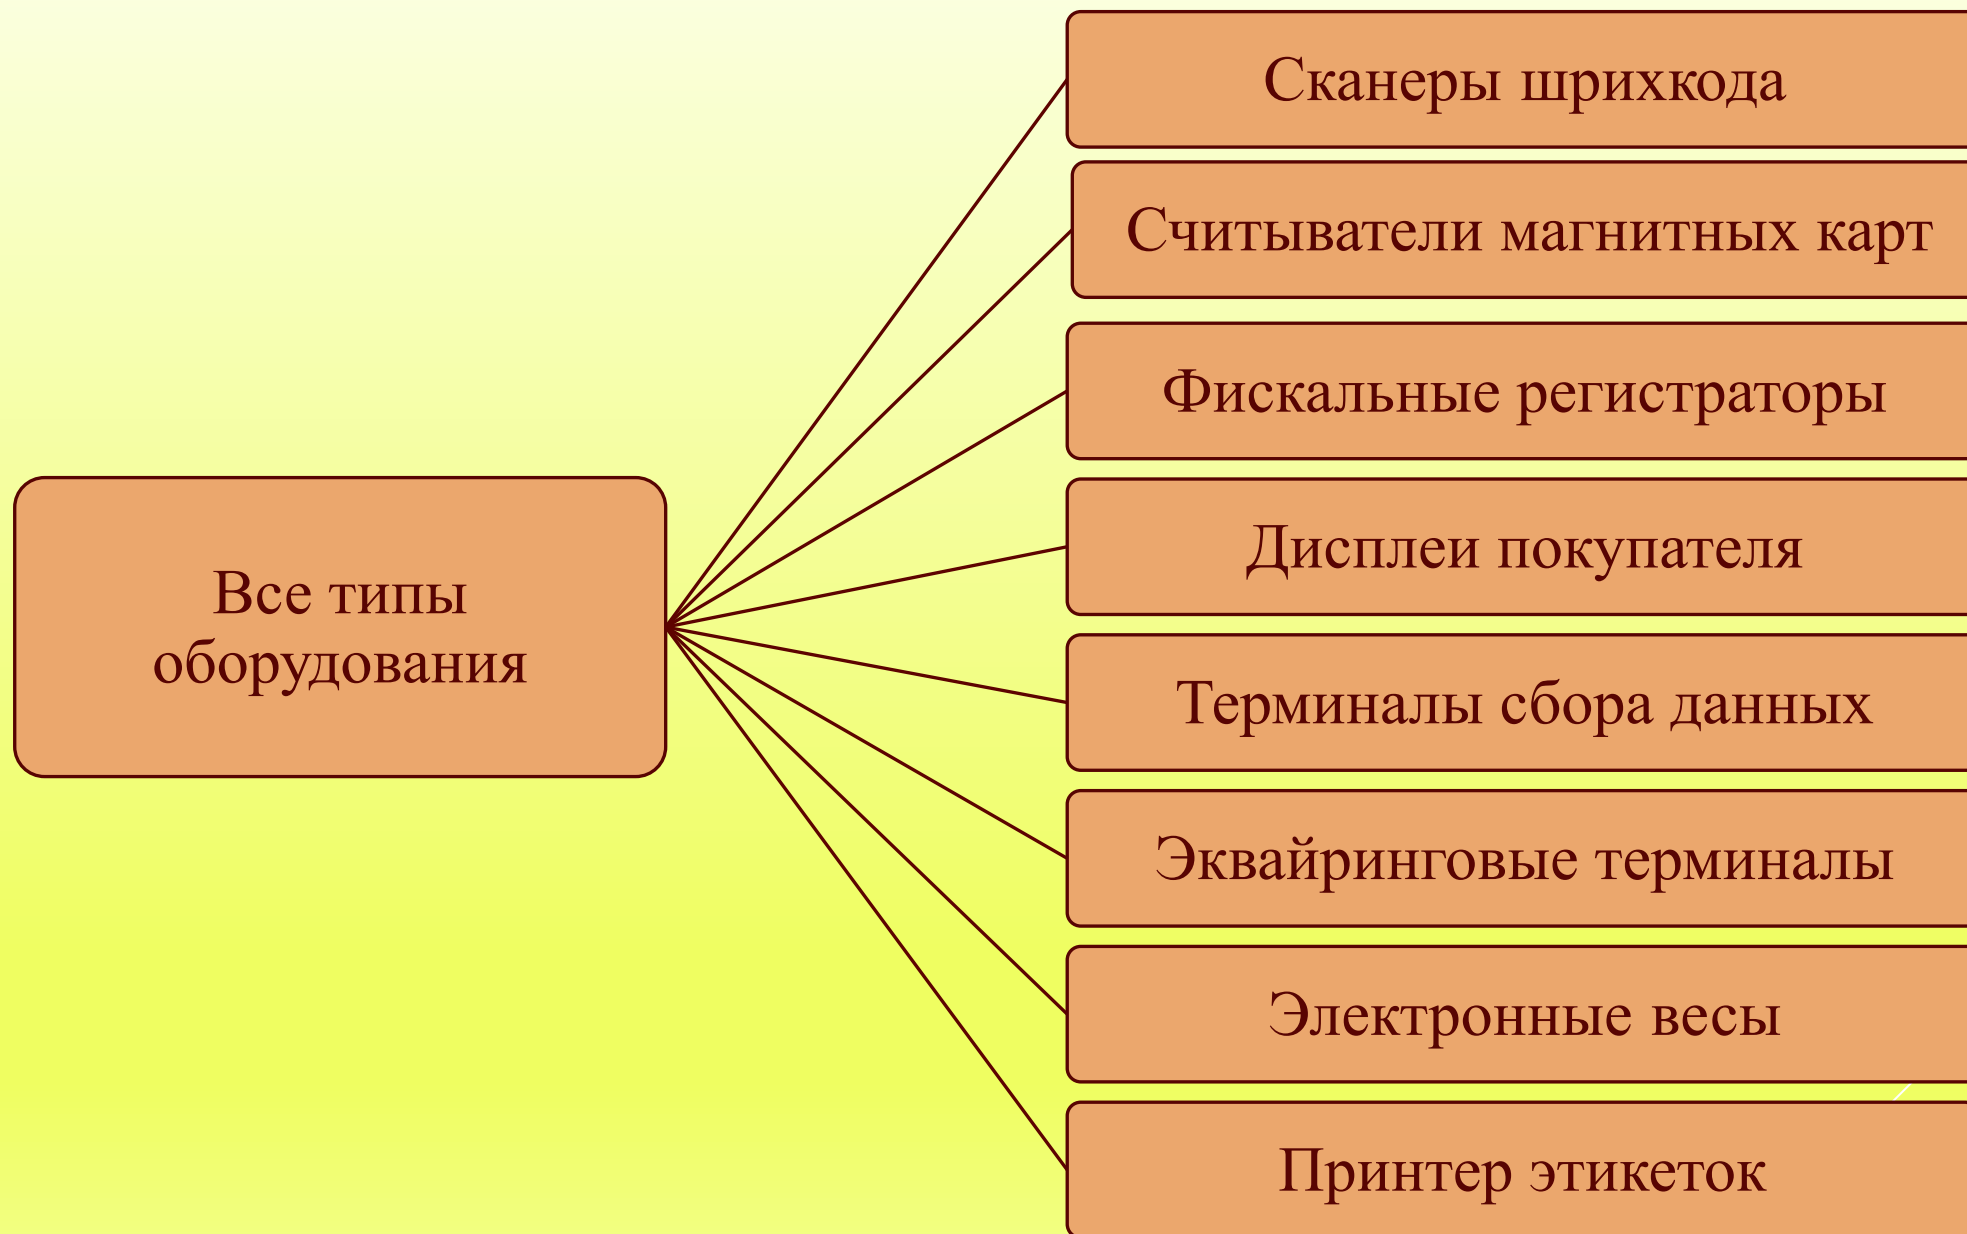 Все типы
оборудования
Сканеры шрихкода
Считыватели магнитных карт
Фискальные регистраторы
Дисплеи покупателя
Терминалы сбора данных
Эквайринговые терминалы
Электронные весы
Принтер этикеток